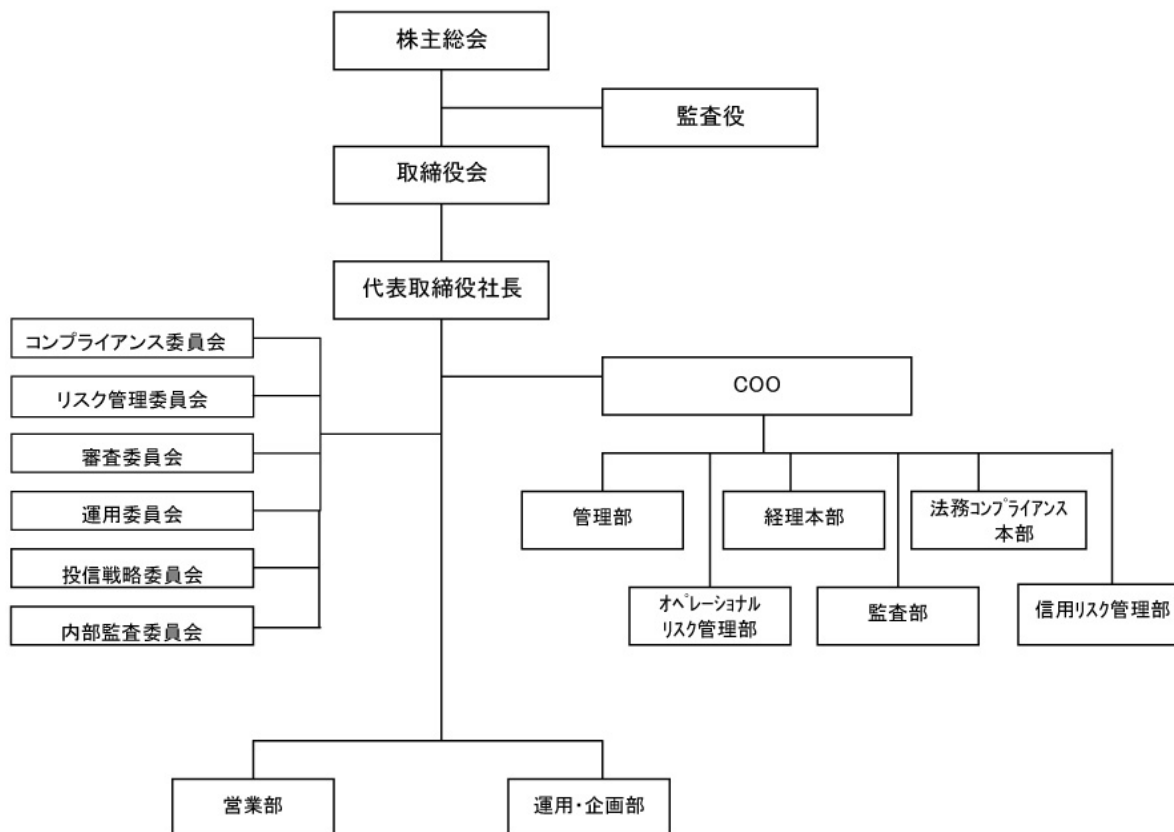 株主総会
監査役
取締役会
代表取締役社長
コンプライアンス委員会
リスク管理委員会
審査委員会
運用委員会
投信戦略委員会
内部監査委員会
COO
管理部
経理本部
法務ｺﾝﾌﾟﾗｲｱﾝｽ
本部
ｵﾍﾟﾚｰｼｮﾅﾙ
ﾘｽｸ管理部
監査部
信用ﾘｽｸ管理部
営業部
運用・企画部